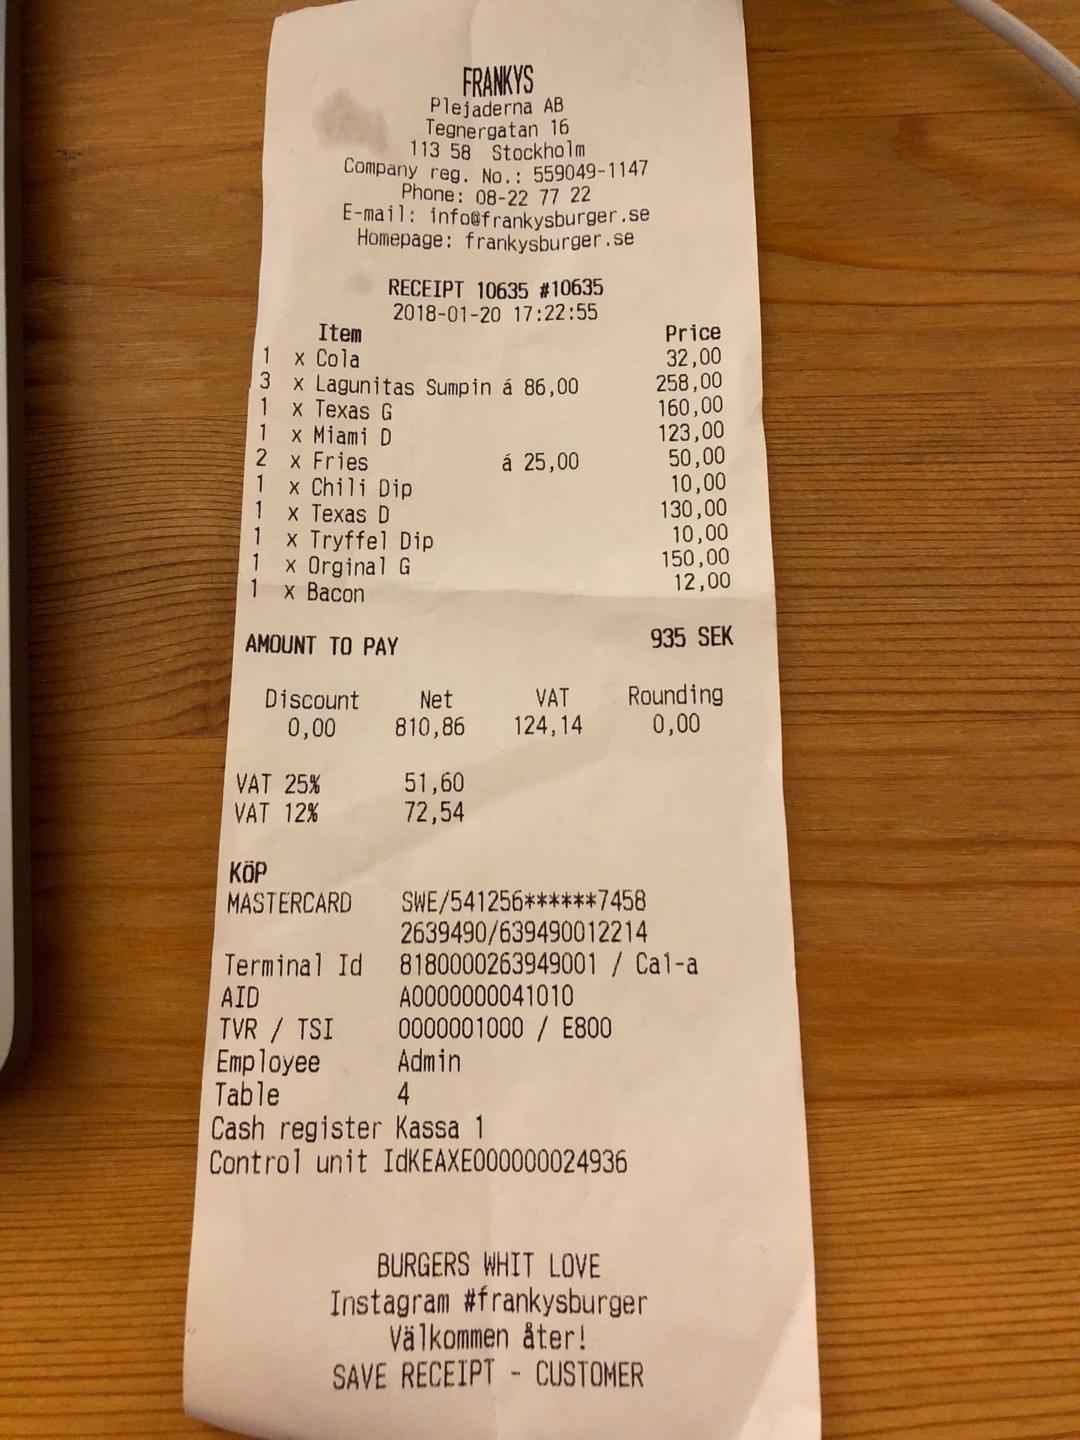 FRANKYS
Plejaderna AB
Tegnergatan 16
113 58 Stockholm
Company reg. No.: 559049-1147
Phone: 08-22 77 22
E-mail: info@frankysburger.se
Homepage: frankysburger.se
RECEIPT 10635 #10635
2018-01-20 17:22:55
Item Price
1 x Cola 32,00
3 x Lagunitas Sumpin á 86,00 258,00
1 x Texas G 160,00
1 x Miami D 123,00
2 x Fries á 25,00 50,00
1 x Chili Dip 10,00
1 x Texas D 130,00
1 x Tryffel Dip 10,00
1 x Orginal G 150,00
1 x Bacon 12,00
AMOUNT TO PAY 935 SEK
Discount Net VAT Rounding
0,00 810,86 124,14 0,00
VAT 25% 51,60
VAT 12% 72,54
KÖP
MASTERCARD SWE/541256******7458
2639490/639490012214
Terminal Id 8180000263949001 / Ca1-a
AID A0000000041010
TVR / TSI 0000001000 / E800
Employee Admin
Table 4
Cash register Kassa 1
Control unit IdKEAXE000000024936
BURGERS WHIT LOVE
Instagram #frankysburger
Välkommen åter!
SAVE RECEIPT - CUSTOMER